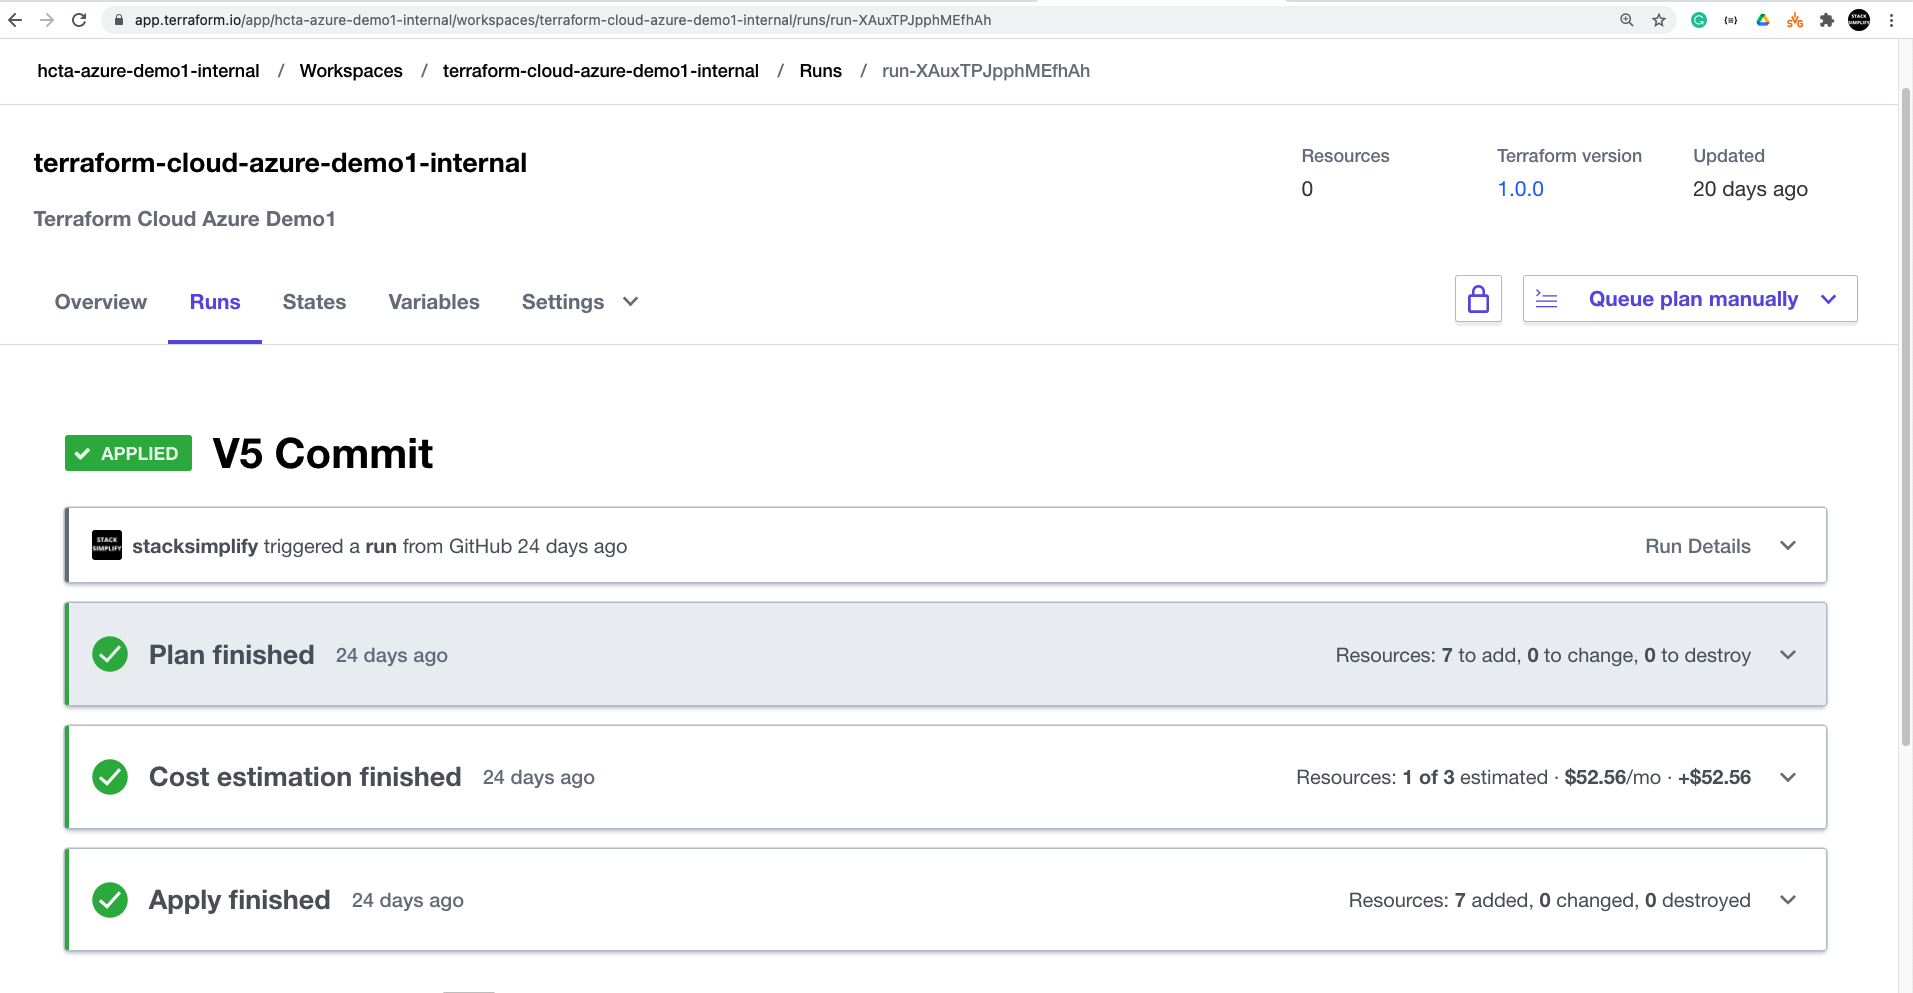 app.terraform.io/app/hcta-azure-demo1-internal/workspaces/terraform-cloud-azure-demo1-internal/runs/run-XAuxTPJpphMEfhAh
hcta-azure-demo1-internal / Workspaces / terraform-cloud-azure-demo1-internal / Runs / run-XAuxTPJpphMEfhAh
terraform-cloud-azure-demo1-internal
Resources Terraform version Updated
0 1.0.0 20 days ago
Terraform Cloud Azure Demo1
Overview Runs States Variables Settings Queue plan manually
APPLIED V5 Commit
STACK
SIMPLIFY
stacksimplify triggered a run from GitHub 24 days ago Run Details
Plan finished 24 days ago Resources: 7 to add, 0 to change, 0 to destroy
Cost estimation finished 24 days ago Resources: 1 of 3 estimated · $52.56/mo · +$52.56
Apply finished 24 days ago Resources: 7 added, 0 changed, 0 destroyed